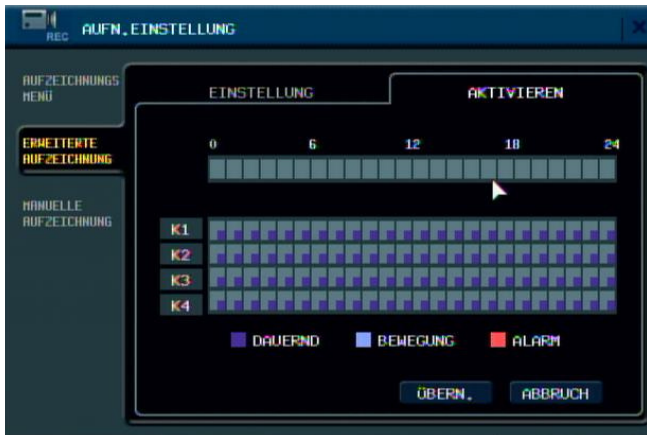 REC AUFN.EINSTELLUNG
AUFZEICHNUNGS
MENÜ
EINSTELLUNG AKTIVIEREN
ERWEITERTE
AUFZEICHNUNG
0 6 12 18 24
MANUELLE
AUFZEICHNUNG
K1
K2
K3
K4
DAUERND BEWEGUNG ALARM
ÜBERN. ABBRUCH